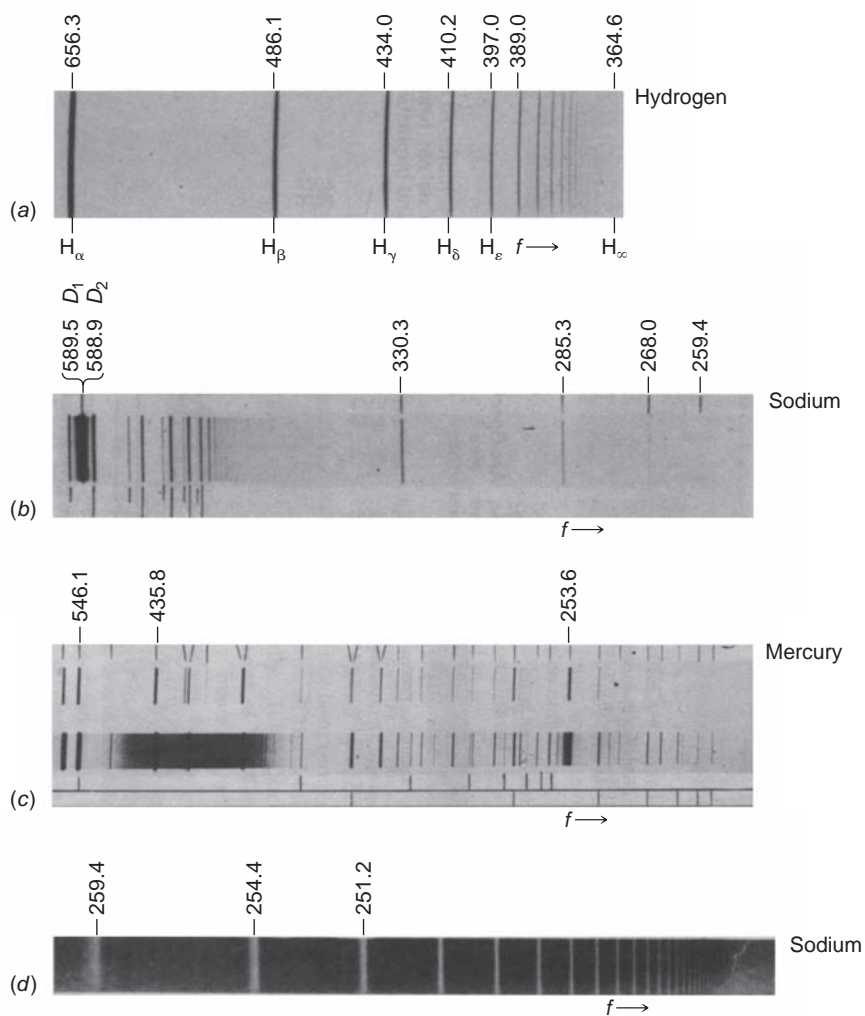 656.3 486.1 434.0 410.2 397.0 389.0 364.6
Hydrogen
(a)
Hα Hβ Hγ Hδ Hε f → H∞
589.5 D1
588.9 D2
330.3 285.3 268.0 259.4
Sodium
(b)
f →
546.1 435.8 253.6
Mercury
(c)
f →
259.4 254.4 251.2
Sodium
(d)
f →